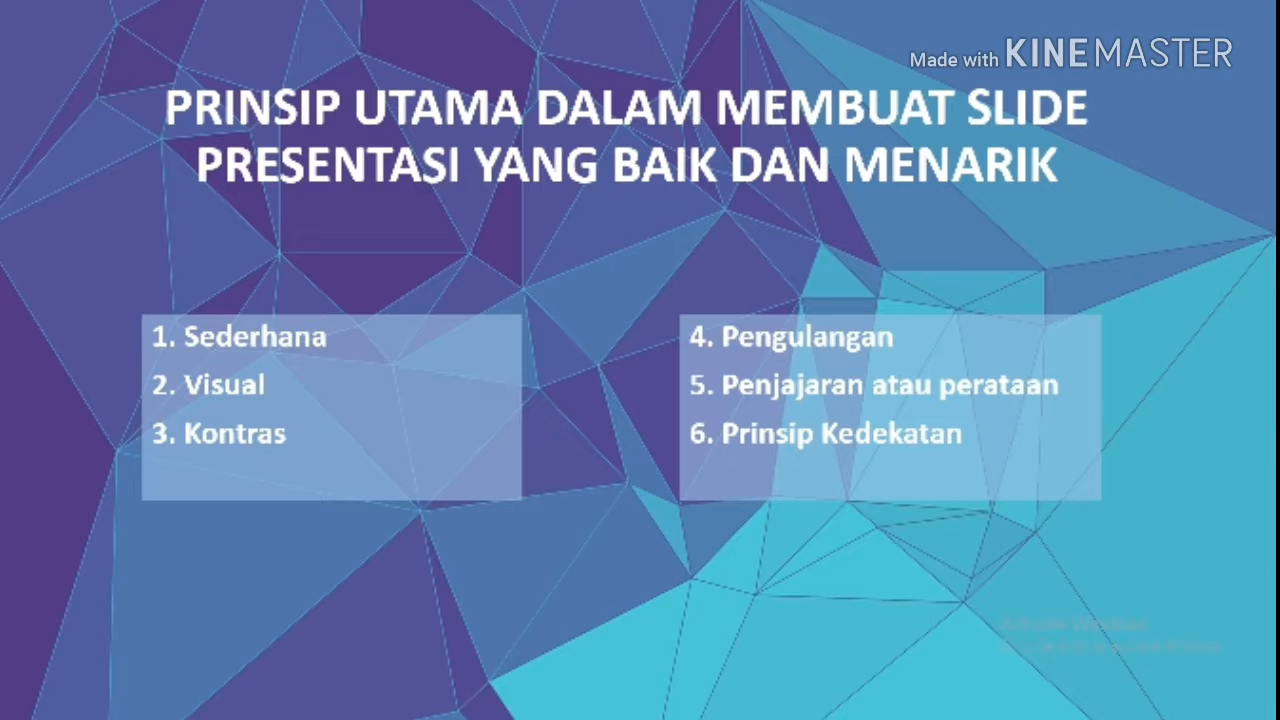 Made with KINEMASTER
PRINSIP UTAMA DALAM MEMBUAT SLIDE
PRESENTASI YANG BAIK DAN MENARIK
1. Sederhana
2. Visual
3. Kontras
4. Pengulangan
5. Penjajaran atau perataan
6. Prinsip Kedekatan